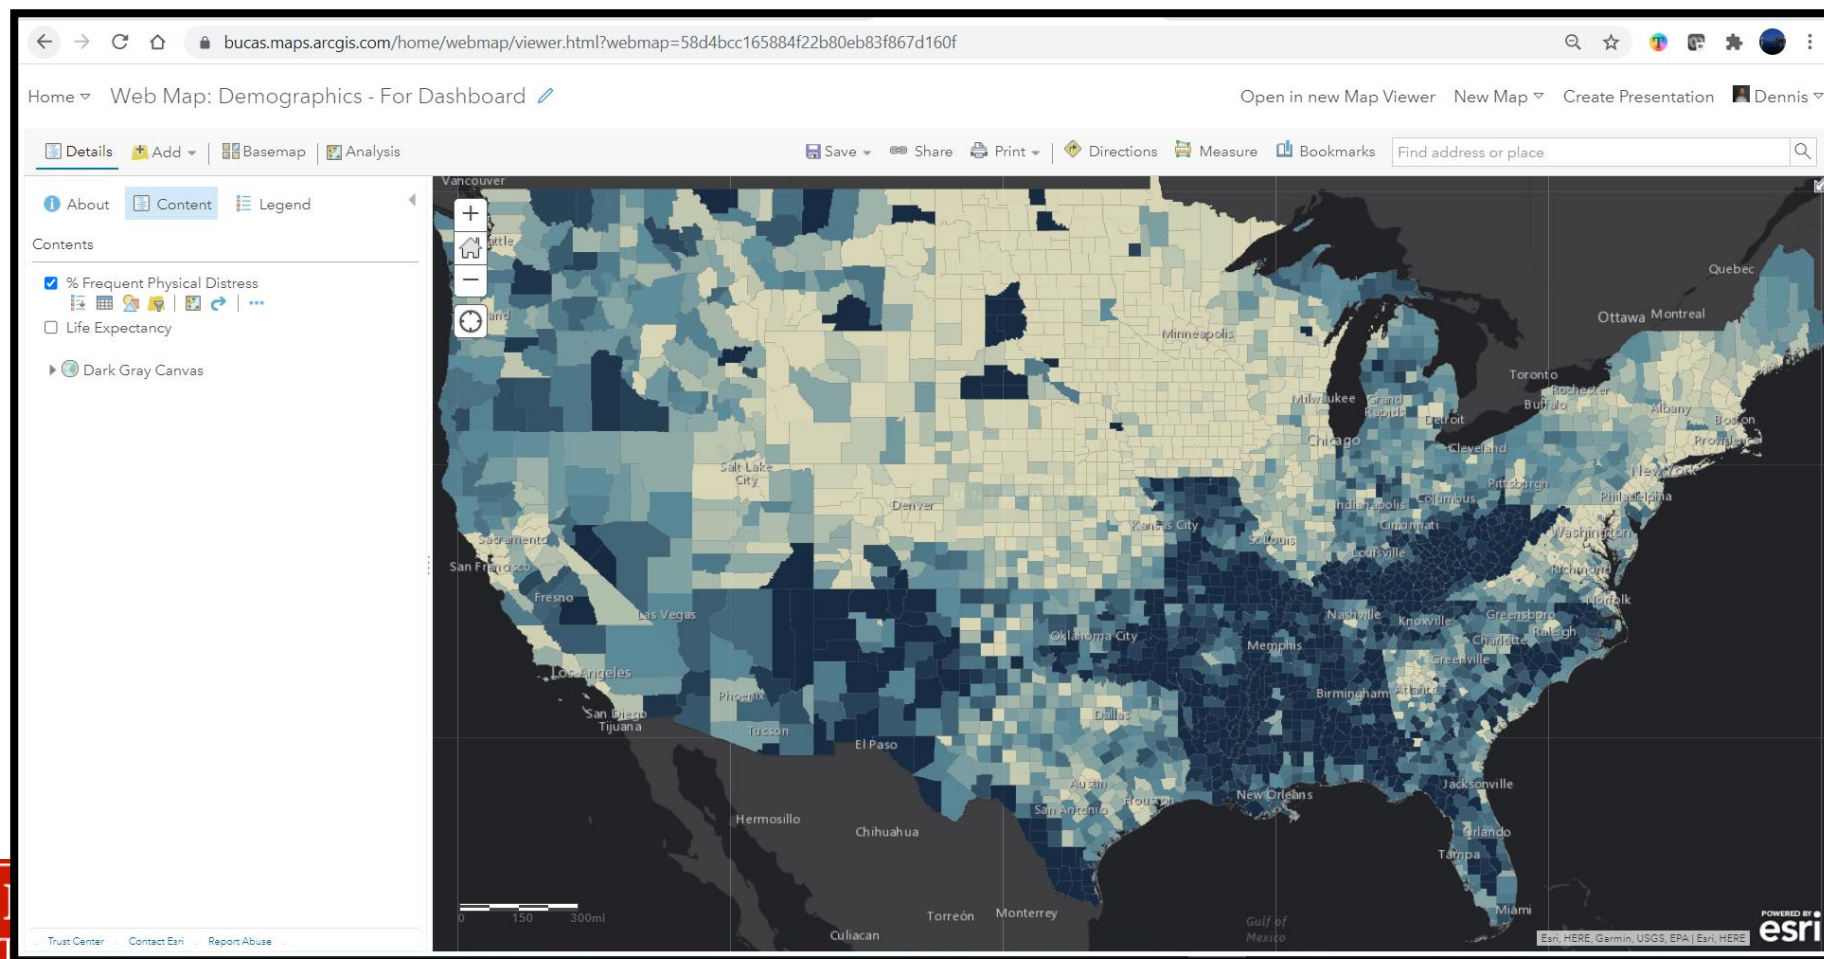 bucas.maps.arcgis.com/home/webmap/viewer.html?webmap=58d4bcc165884f22b80eb83f867d160f
Home Web Map: Demographics - For Dashboard Open in new Map Viewer New Map Create Presentation Dennis
Details Add Basemap Analysis Save Share Print Directions Measure Bookmarks Find address or place
About Content Legend
Contents
% Frequent Physical Distress
Life Expectancy
Dark Gray Canvas
Trust Center Contact Esri Report Abuse
Vancouver
Quebec
Ottawa Montreal
Minneapolis
Toronto
Rochester
Buffalo
Milwaukee Grand Rapids
Albany
Boston
Detroit
Providence
Chicago
Cleveland
Salt Lake City
New York
Pittsburgh
Philadelphia
Denver
Columbus
Indianapolis
Kansas City
Cincinnati
Washington
Sacramento
St Louis
Louisville
San Francisco
Richmond
Fresno
Norfolk
Las Vegas
Nashville
Knoxville
Greensboro
Raleigh
Oklahoma City
Charlotte
Memphis
Greenville
Los Angeles
Phoenix
Birmingham
Atlanta
San Diego
Tijuana
Dallas
Tucson
El Paso
Austin
Jacksonville
New Orleans
Houston
San Antonio
Hermosillo
Chihuahua
Orlando
Tampa
Miami
Torreón
Monterrey
Gulf of
Mexico
Culiacan
0 150 300mi
POWERED BY
esri
Esri, HERE, Garmin, USGS, EPA | Esri, HERE